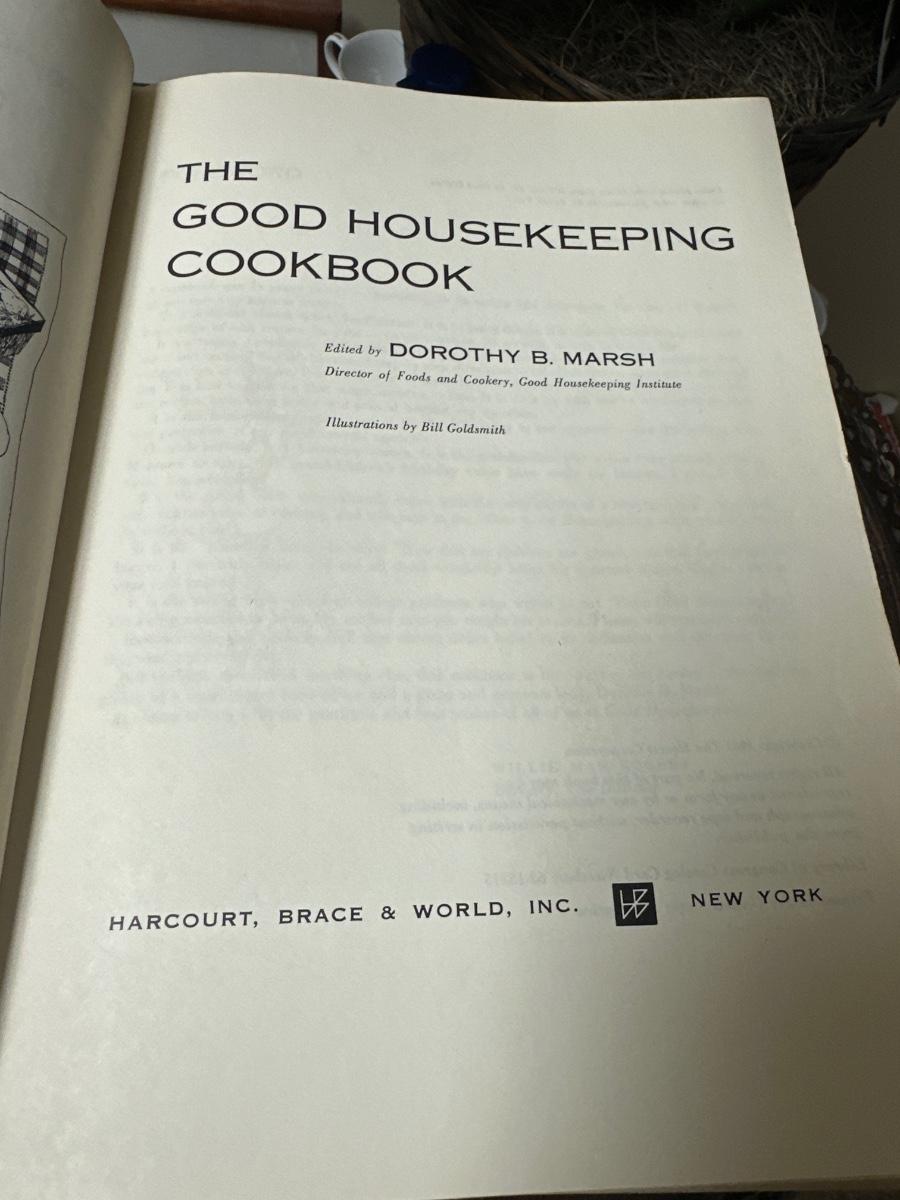 THE
GOOD HOUSEKEEPING
COOKBOOK
Edited by DOROTHY B. MARSH
Director of Foods and Cookery, Good Housekeeping Institute
Illustrations by Bill Goldsmith
HARCOURT, BRACE & WORLD, INC. NEW YORK